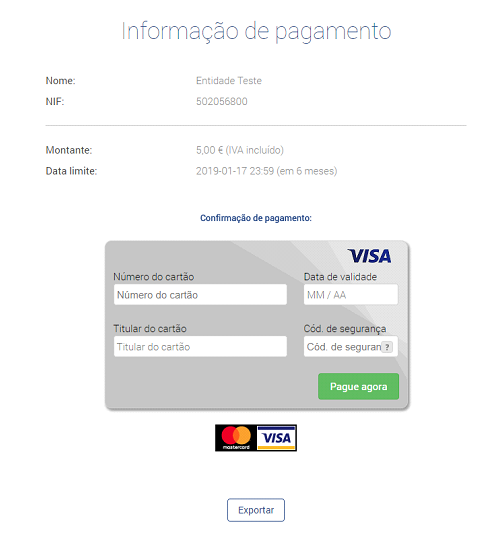 Informação de pagamento
Nome: Entidade Teste
NIF: 502056800
Montante: 5,00 € (IVA incluído)
Data limite: 2019-01-17 23:59 (em 6 meses)
Confirmação de pagamento:
VISA
Número do cartão Data de validade
Número do cartão MM / AA
Titular do cartão Cód. de segurança
Titular do cartão Cód. de seguran ?
Pague agora
mastercard VISA
Exportar